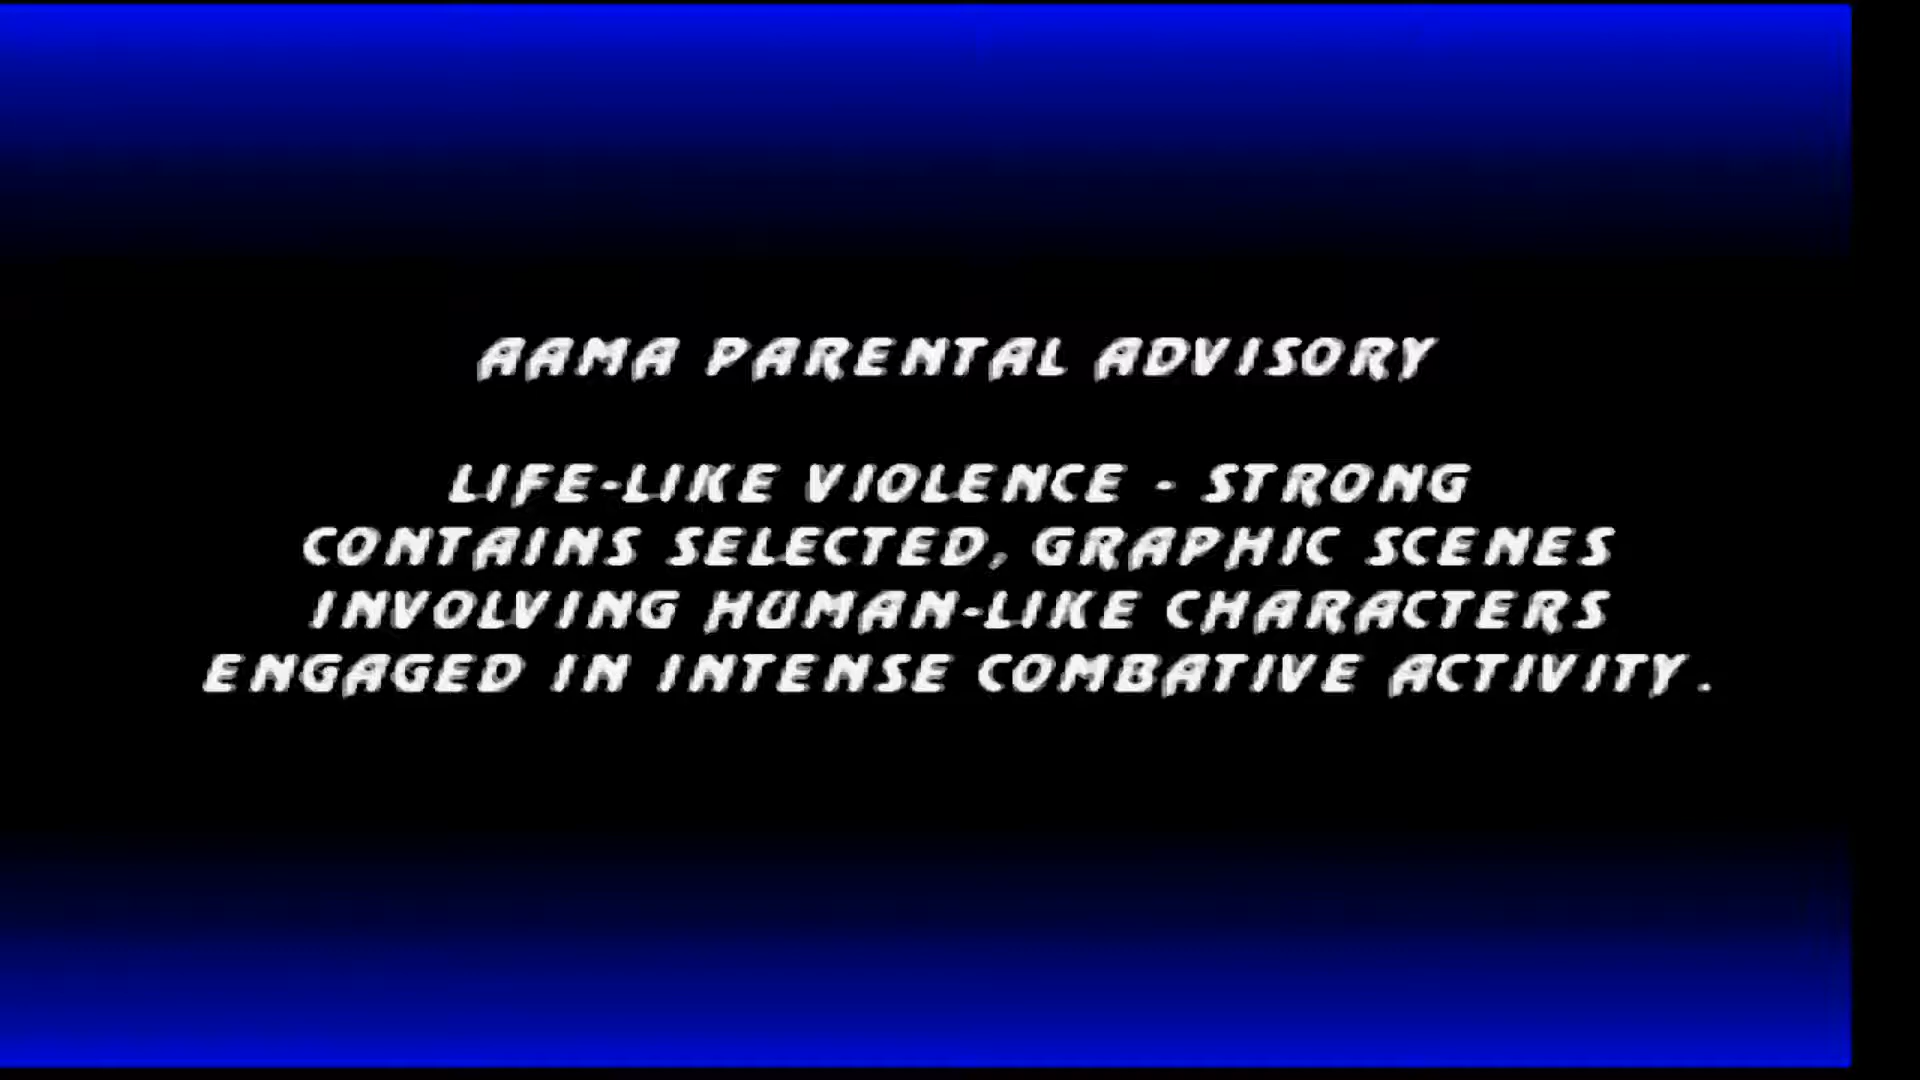 AAMA PARENTAL ADVISORY
LIFE-LIKE VIOLENCE - STRONG
CONTAINS SELECTED, GRAPHIC SCENES
INVOLVING HUMAN-LIKE CHARACTERS
ENGAGED IN INTENSE COMBATIVE ACTIVITY.